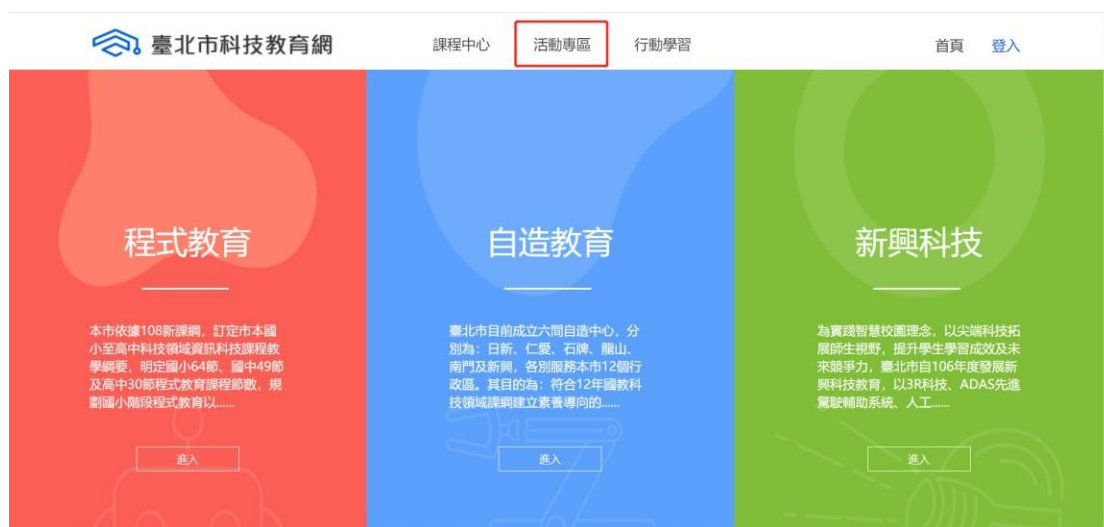 臺北市科技教育網
課程中心
活動專區
行動學習
首頁
登入
程式教育
本市依據108新課綱，訂定市本國
小至高中科技領域資訊科技課程教
學綱要，明定國小64節、國中49節
及高中30節程式教育課程節數，規
劃國小階段程式教育以......
進入
自造教育
臺北市目前成立六間自造中心，分
別為：日新、仁愛、石牌、龍山、
南門及新興，各別服務本市12個行
政區。其目的為：符合12年國教科
技領域課綱建立素養導向的......
進入
新興科技
為實踐智慧校園理念，以尖端科技拓
展師生視野，提升學生學習成效及未
來競爭力，臺北市自106年度發展新
興科技教育，以3R科技、ADAS先進
駕駛輔助系統、人工......
進入